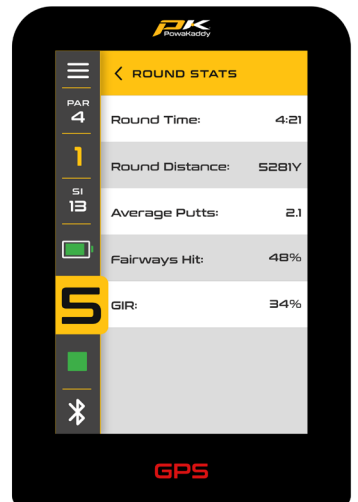 PK
PowaKaddy
ROUND STATS
PAR
4
1
SI
13
S
Round Time: 4:21
Round Distance: 5281Y
Average Putts: 2.1
Fairways Hit: 48%
GIR: 34%
GPS